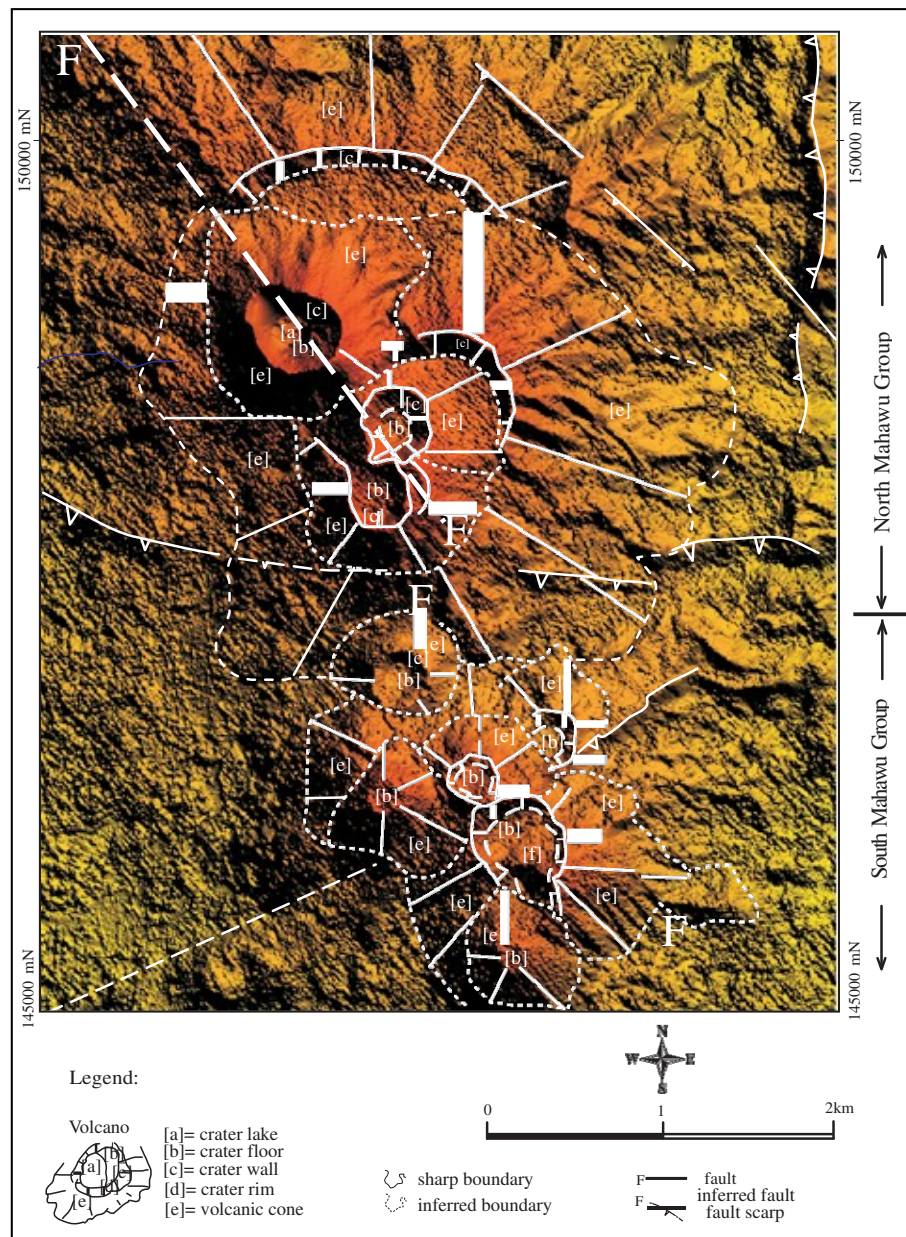 F
[e]
[c]
150000 mN
150000 mN
[e]
[c]
[a]
[b]
[c]
[e]
[c]
[e]
[e]
[b]
[e]
[b]
[e]
F
North Mahawu Group
F
e]
[c]
[b]
[e]
[e]
[b]
[e]
[b]
[b]
[e]
[b]
[e]
[f]
[e]
[e]
[e]
[b]
F
South Mahawu Group
145000 mN
145000 mN
N
W E
S
Legend:
Volcano
[a]
[b]
[e]
[a]= crater lake
[b]= crater floor
[c]= crater wall
[d]= crater rim
[e]= volcanic cone
0 1 2km
sharp boundary
inferred boundary
F fault
F inferred fault
fault scarp